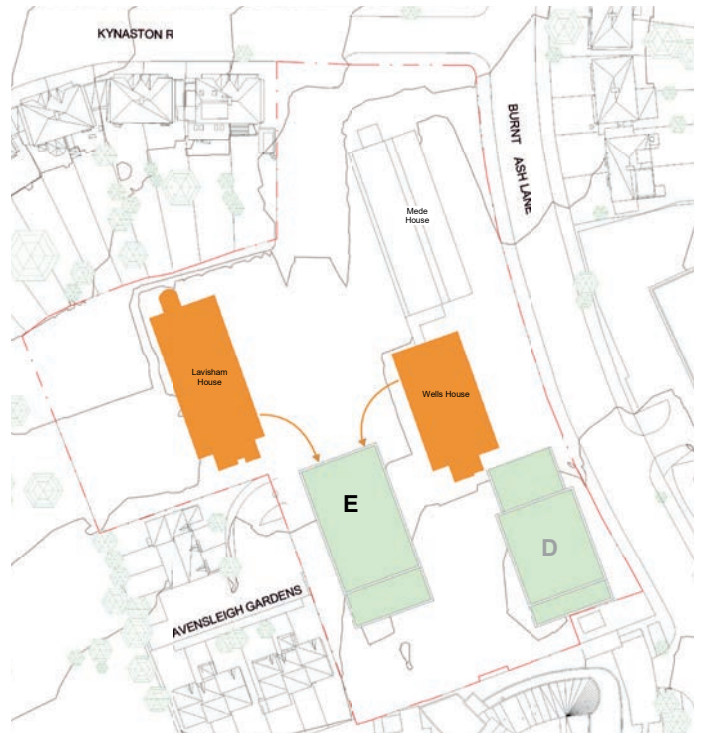 KYNASTON R
BURNT ASH LANE
Mede
House
Lavisham
House
Wells House
E
D
AVENSLEIGH GARDENS